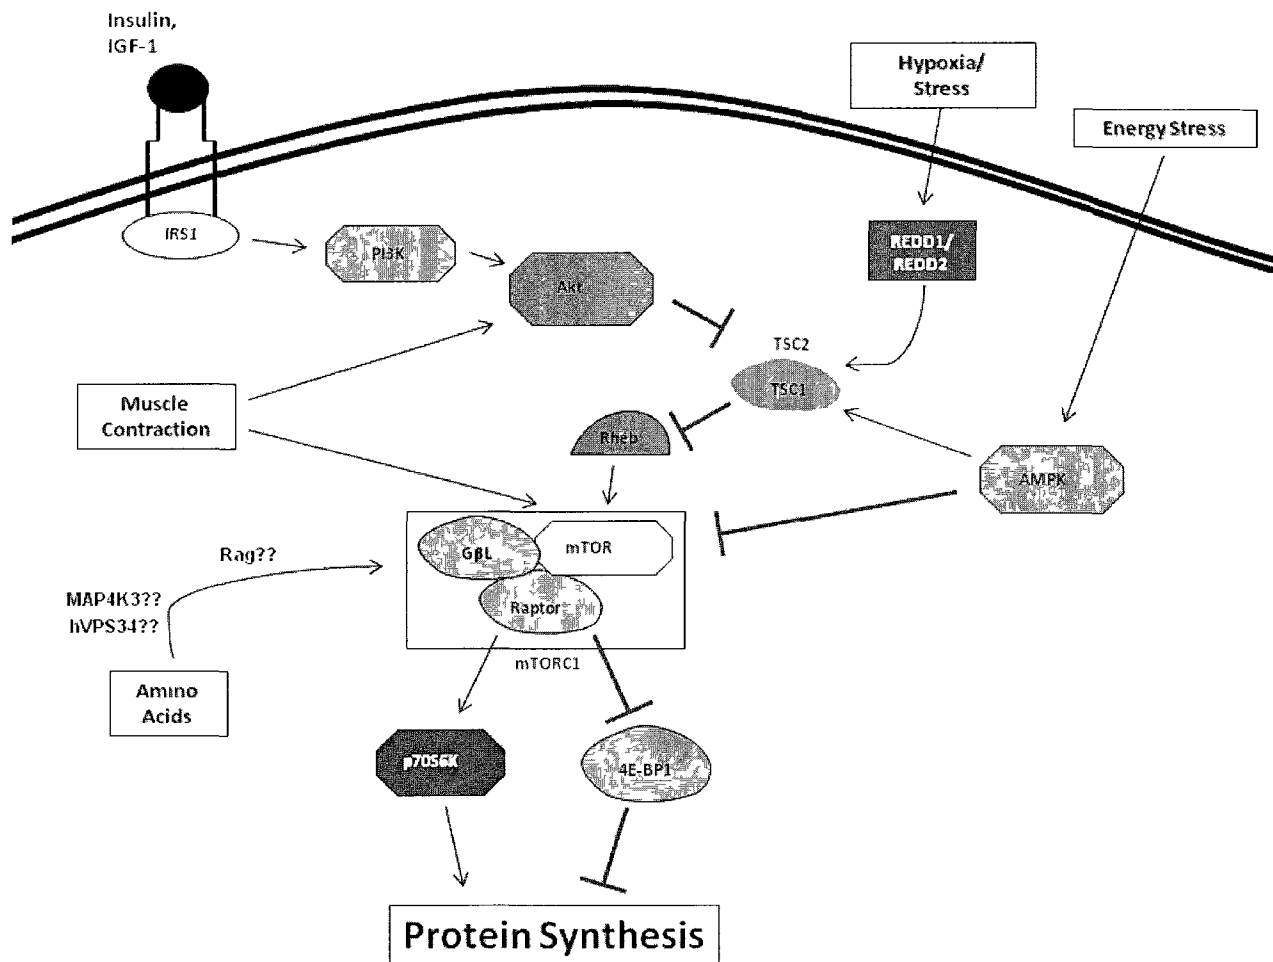 Insulin,
IGF-1
Hypoxia/
Stress
Energy Stress
IRS1
PI3K
Akt
REDD1/
REDD2
TSC2
TSC1
Muscle
Contraction
Rheb
AMPK
GβL
mTOR
Rag??
MAP4K3??
hVPS34??
Raptor
mTORC1
Amino
Acids
p70S6K
4E-BP1
Protein Synthesis